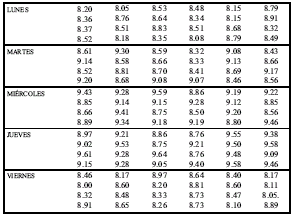 LUNES 8.20 8.05 8.53 8.48 8.15 8.79
8.36 8.76 8.64 8.34 8.15 8.91
8.37 8.51 8.83 8.51 8.68 8.32
8.52 8.18 8.35 8.08 8.79 8.49
MARTES 8.61 9.30 8.59 8.32 9.08 8.43
9.14 8.58 8.66 8.33 9.13 8.66
8.52 8.81 8.70 8.41 8.69 9.17
9.20 8.68 9.08 9.07 8.46 8.56
MIÉRCOLES 9.43 9.28 9.59 8.86 9.19 9.22
8.85 9.14 9.15 9.28 9.12 8.85
8.66 9.41 8.75 8.50 9.20 8.56
8.89 9.34 9.18 9.19 8.80 9.46
JUEVES 8.97 9.21 8.86 8.76 9.55 9.38
9.02 9.53 8.75 9.21 9.50 9.58
9.61 9.28 9.64 8.76 9.48 9.09
9.15 9.28 9.05 9.40 9.58 9.46
VIERNES 8.46 8.17 8.97 8.64 8.40 8.17
8.00 8.60 8.20 8.81 8.60 8.11
8.32 8.48 8.33 8.73 8.47 8.05.
8.91 8.65 8.26 8.73 8.10 8.89